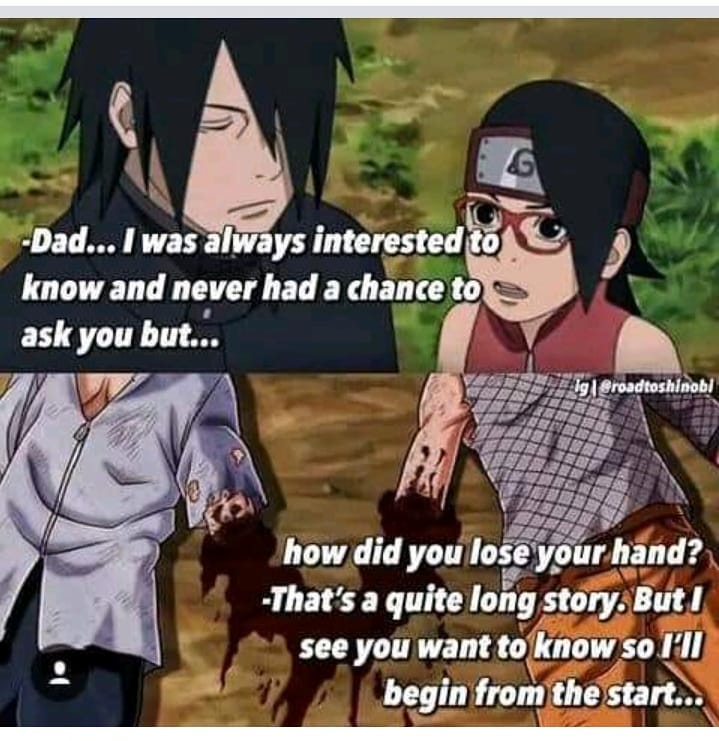 -Dad... I was always interested to
know and never had a chance to
ask you but...
ig | @roadtoshinobi
how did you lose your hand?
-That's a quite long story. But I
see you want to know so I'll
begin from the start...